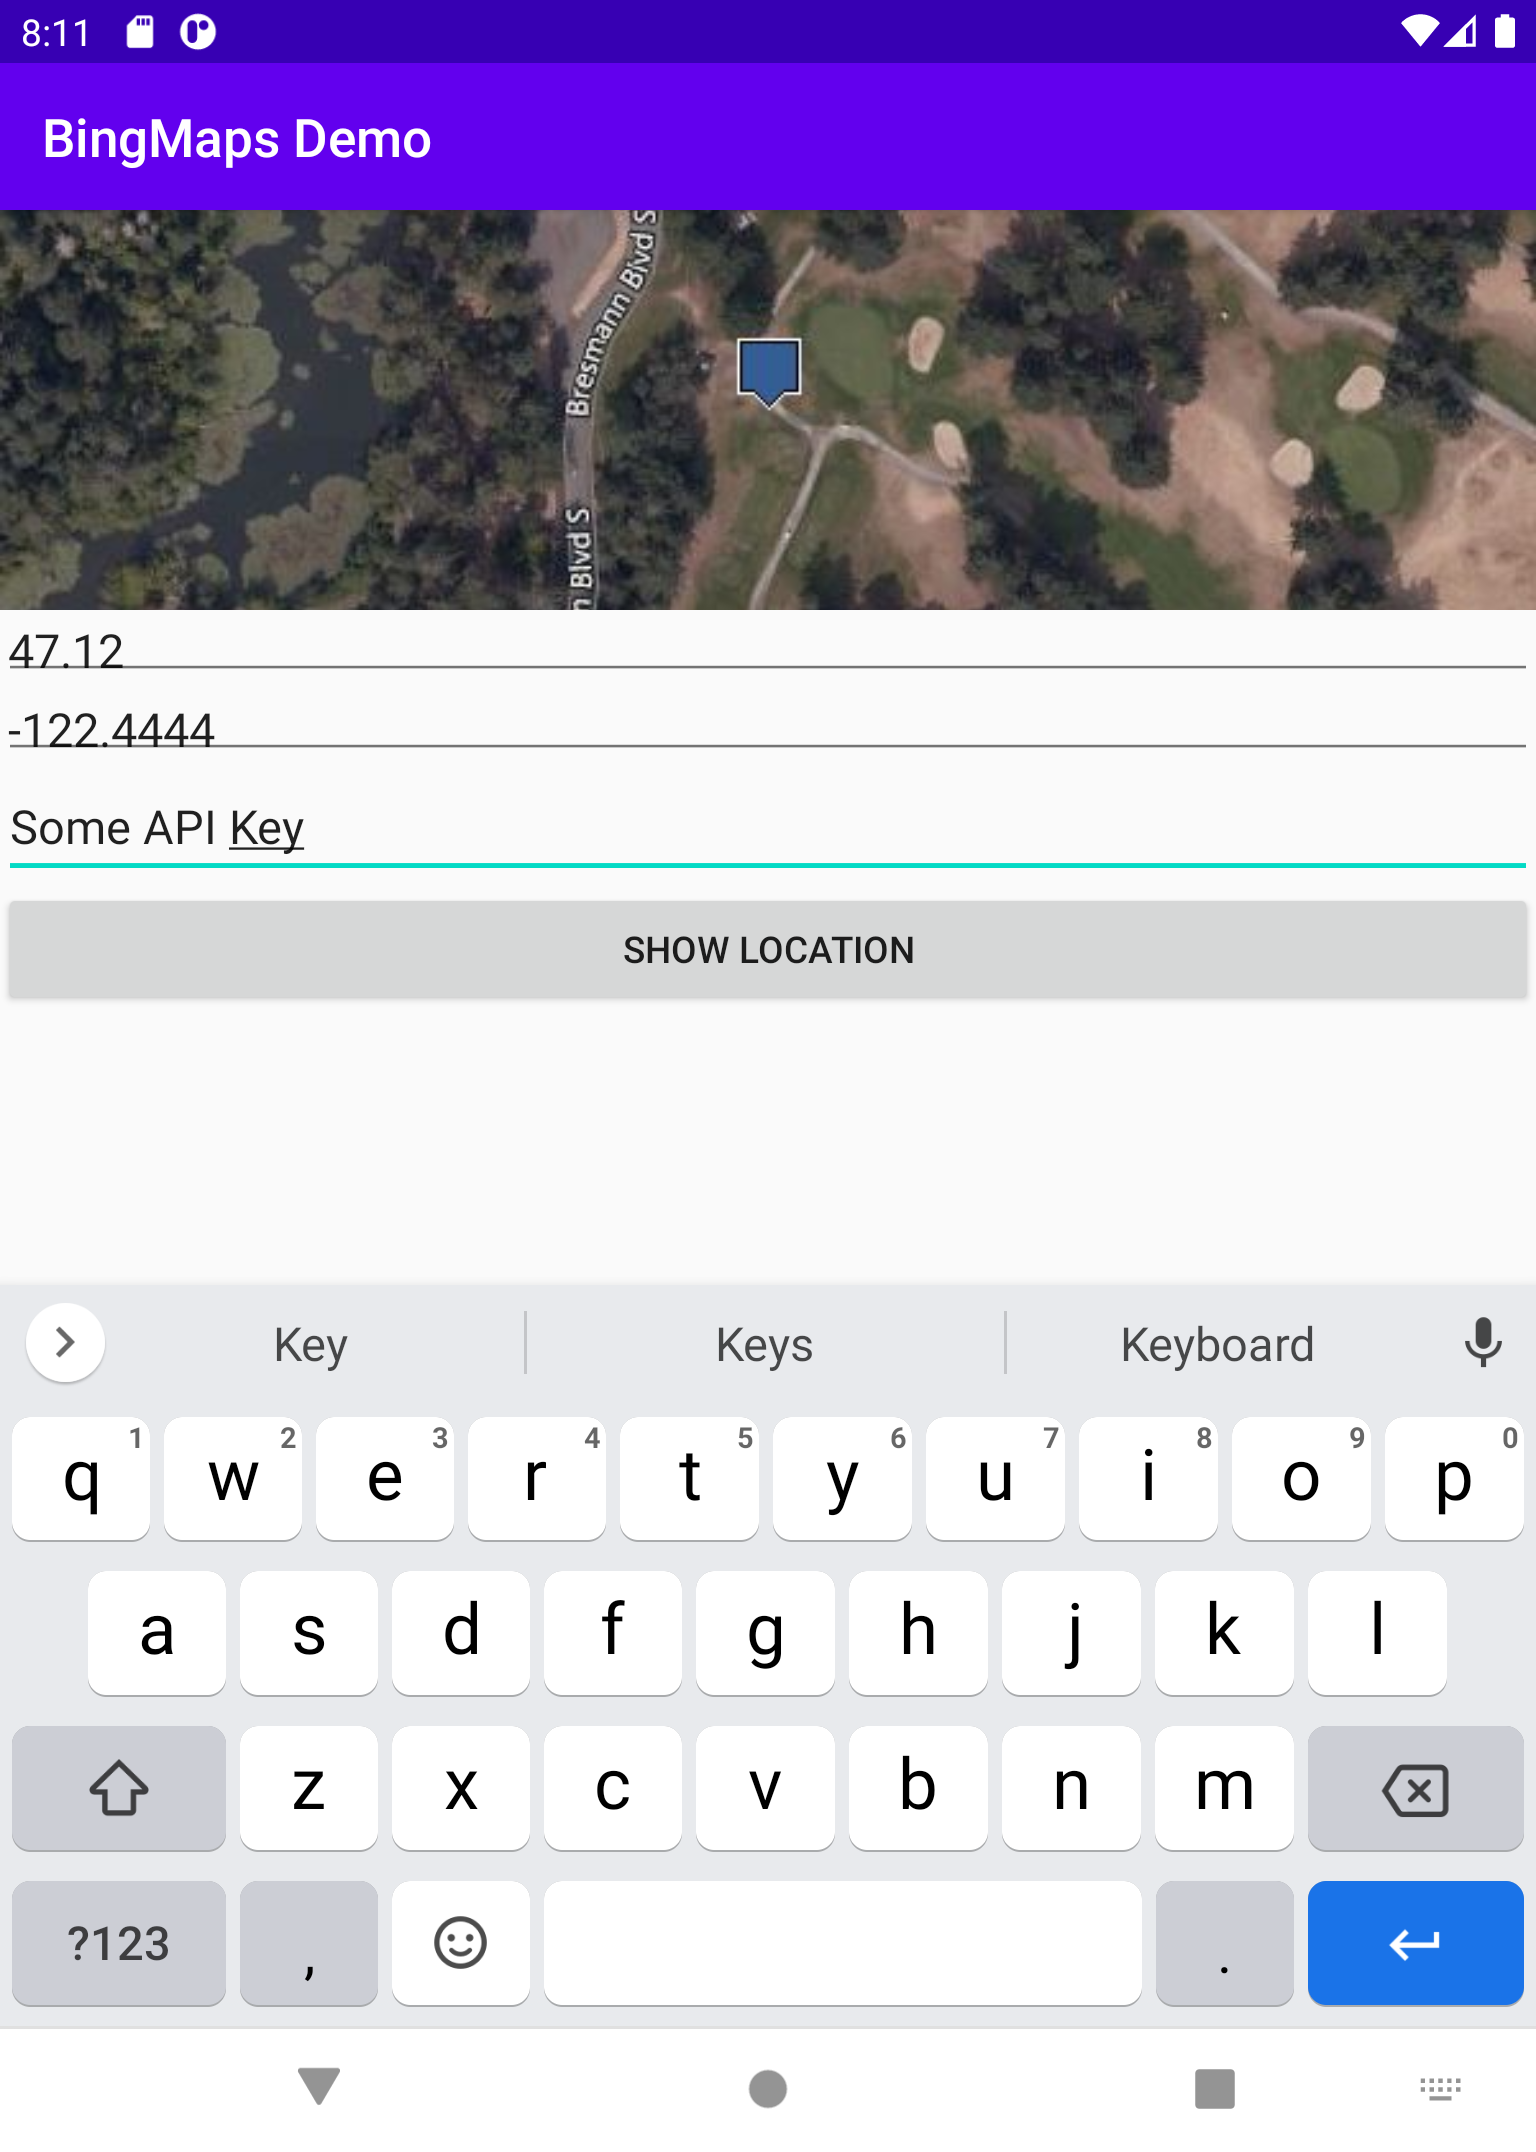 8:11
BingMaps Demo
Bresmann Blvd S
n Blvd S
47.12
-122.4444
Some API Key
SHOW LOCATION
Key Keys Keyboard
1 2 3 4 5 6 7 8 9 0
q w e r t y u i o p
a s d f g h j k l
z x c v b n m
?123 , .